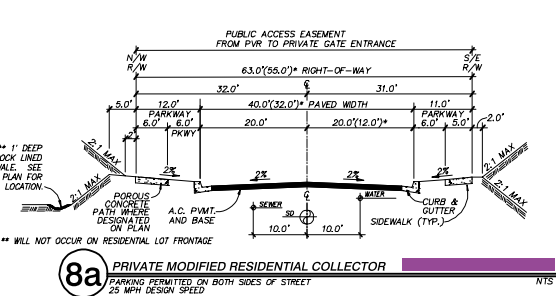 PUBLIC ACCESS EASEMENT
FROM PVR TO PRIVATE GATE ENTRANCE
N/W
R/W
S/E
R/W
63.0'(55.0')* RIGHT-OF-WAY
℄
32.0' 31.0'
5.0' 12.0' 40.0'(32.0')* PAVED WIDTH 11.0' 2.0'
PARKWAY PARKWAY
6.0' 6.0' 20.0' 20.0'(12.0')* 6.0' 5.0'
PKWY
2'
2:1 MAX 2:1 MAX
2% 2% 2% 2%
** 1' DEEP
OCK LINED
ALE. SEE
PLAN FOR
LOCATION.
2:1 MAX 2:1 MAX
POROUS
CONCRETE
PATH WHERE
DESIGNATED
ON PLAN
A.C. PVMT.
AND BASE
℄
SEWER
WATER
SD
CURB &
GUTTER
SIDEWALK (TYP.)
10.0' 10.0'
** WILL NOT OCCUR ON RESIDENTIAL LOT FRONTAGE
8a PRIVATE MODIFIED RESIDENTIAL COLLECTOR
PARKING PERMITTED ON BOTH SIDES OF STREET NTS
25 MPH DESIGN SPEED